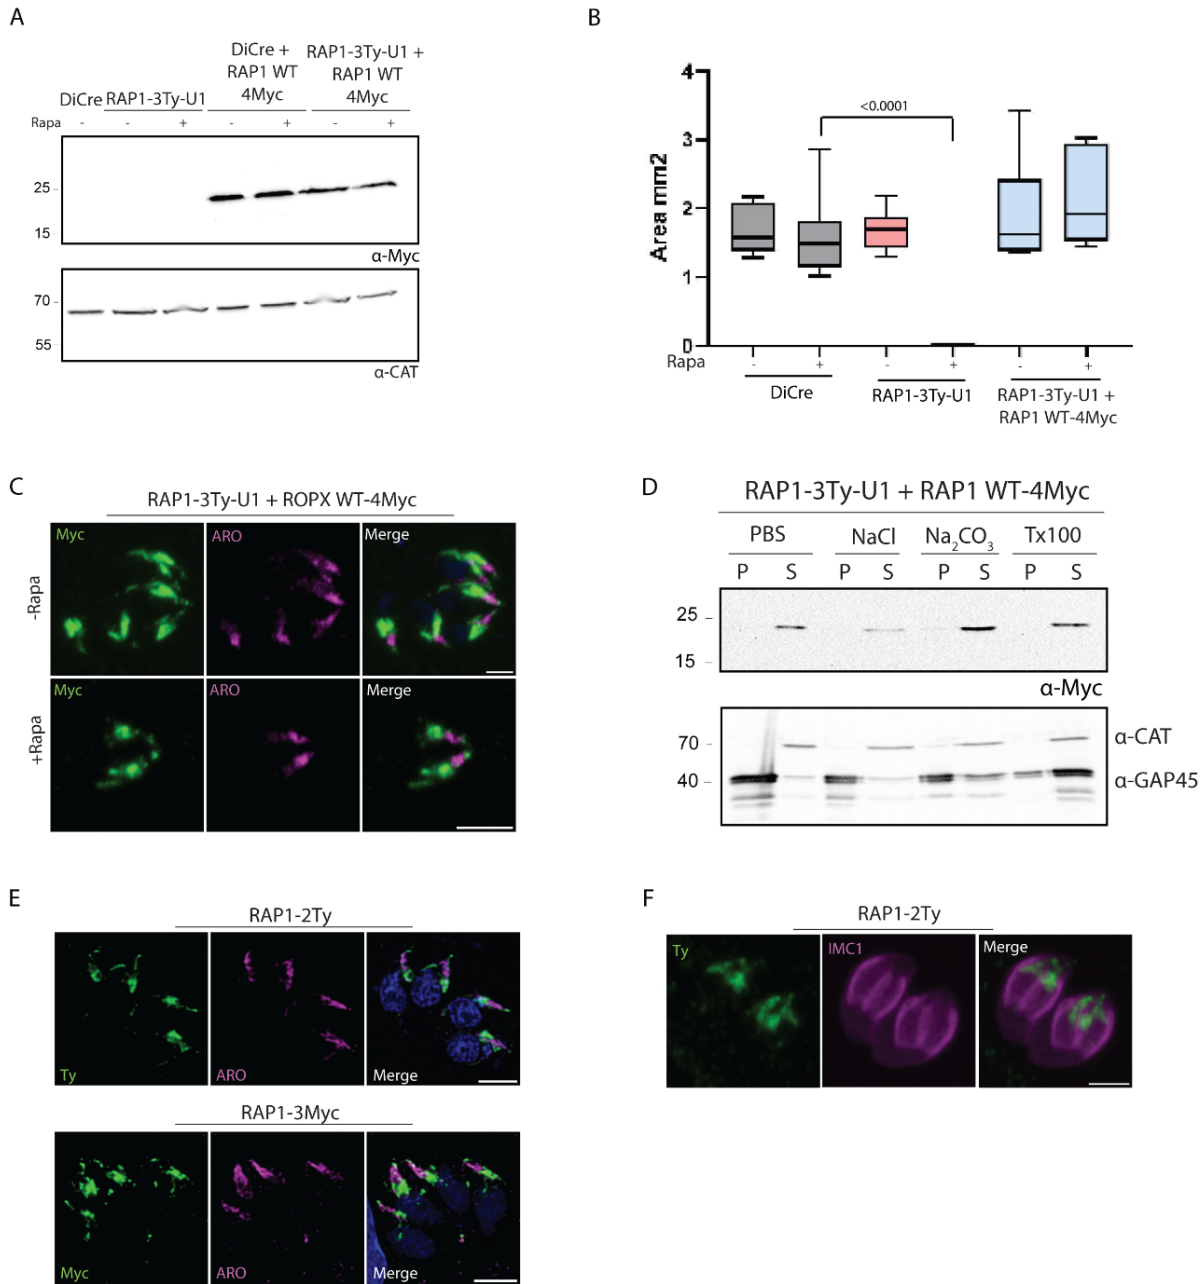 A
DiCre +
RAP1 WT
4Myc
RAP1-3Ty-U1 +
RAP1 WT
4Myc
DiCre
RAP1-3Ty-U1
Rapa
-
-
+
-
+
-
+
25
15
α-Myc
70
55
α-CAT
B
<0.0001
Area mm2
4
3
2
1
0
Rapa
-
+
-
+
-
+
DiCre
RAP1-3Ty-U1
RAP1-3Ty-U1 +
RAP1 WT-4Myc
C
RAP1-3Ty-U1 + ROPX WT-4Myc
-Rapa
Myc
ARO
Merge
+Rapa
Myc
ARO
Merge
D
RAP1-3Ty-U1 + RAP1 WT-4Myc
PBS
NaCl
Na₂CO₃
Tx100
P
S
P
S
P
S
P
S
25
15
α-Myc
70
40
α-CAT
α-GAP45
E
RAP1-2Ty
Ty
ARO
Merge
RAP1-3Myc
Myc
ARO
Merge
F
RAP1-2Ty
Ty
IMC1
Merge